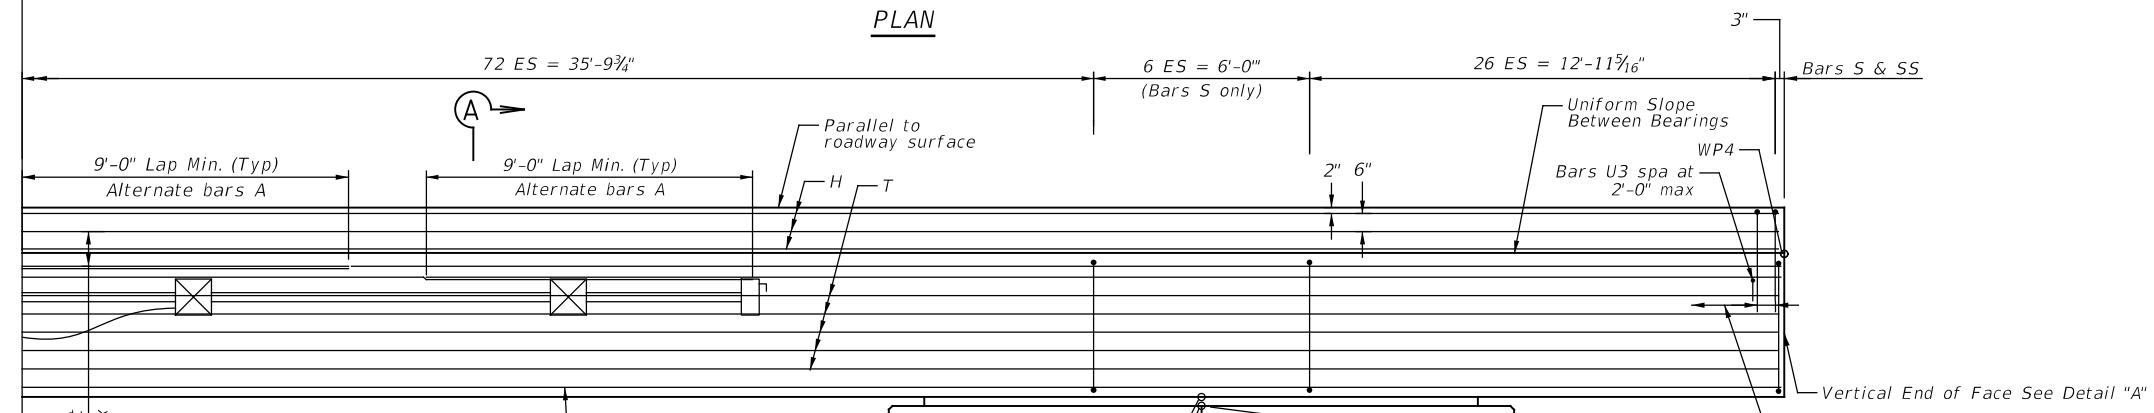 PLAN
3"
72 ES = 35'-9¾"
6 ES = 6'-0'"
(Bars S only)
26 ES = 12'-11⁵⁄₁₆"
Bars S & SS
A
Parallel to
roadway surface
Uniform Slope
Between Bearings
WP4
9'-0" Lap Min. (Typ)
Alternate bars A
9'-0" Lap Min. (Typ)
Alternate bars A
H
T
2"
6"
Bars U3 spa at
2'-0" max
Vertical End of Face See Detail "A"